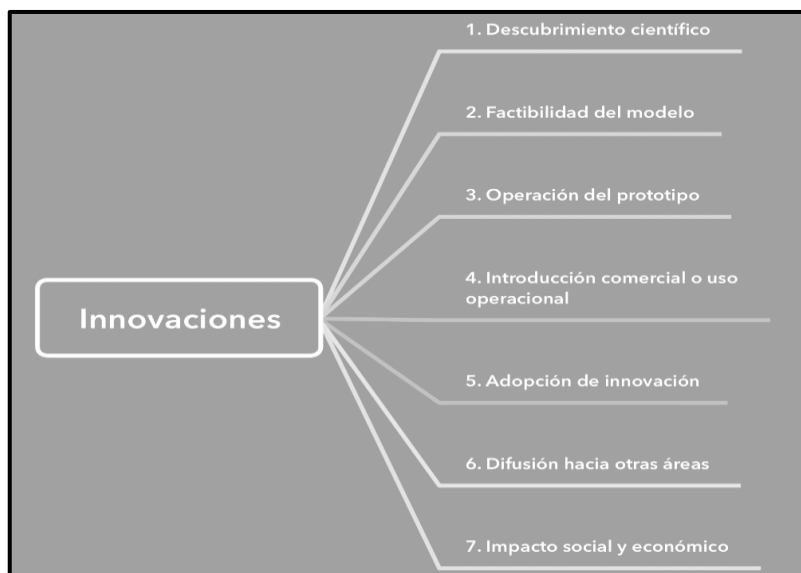 1. Descubrimiento científico
2. Factibilidad del modelo
3. Operación del prototipo
4. Introducción comercial o uso
operacional
Innovaciones
5. Adopción de innovación
6. Difusión hacia otras áreas
7. Impacto social y económico